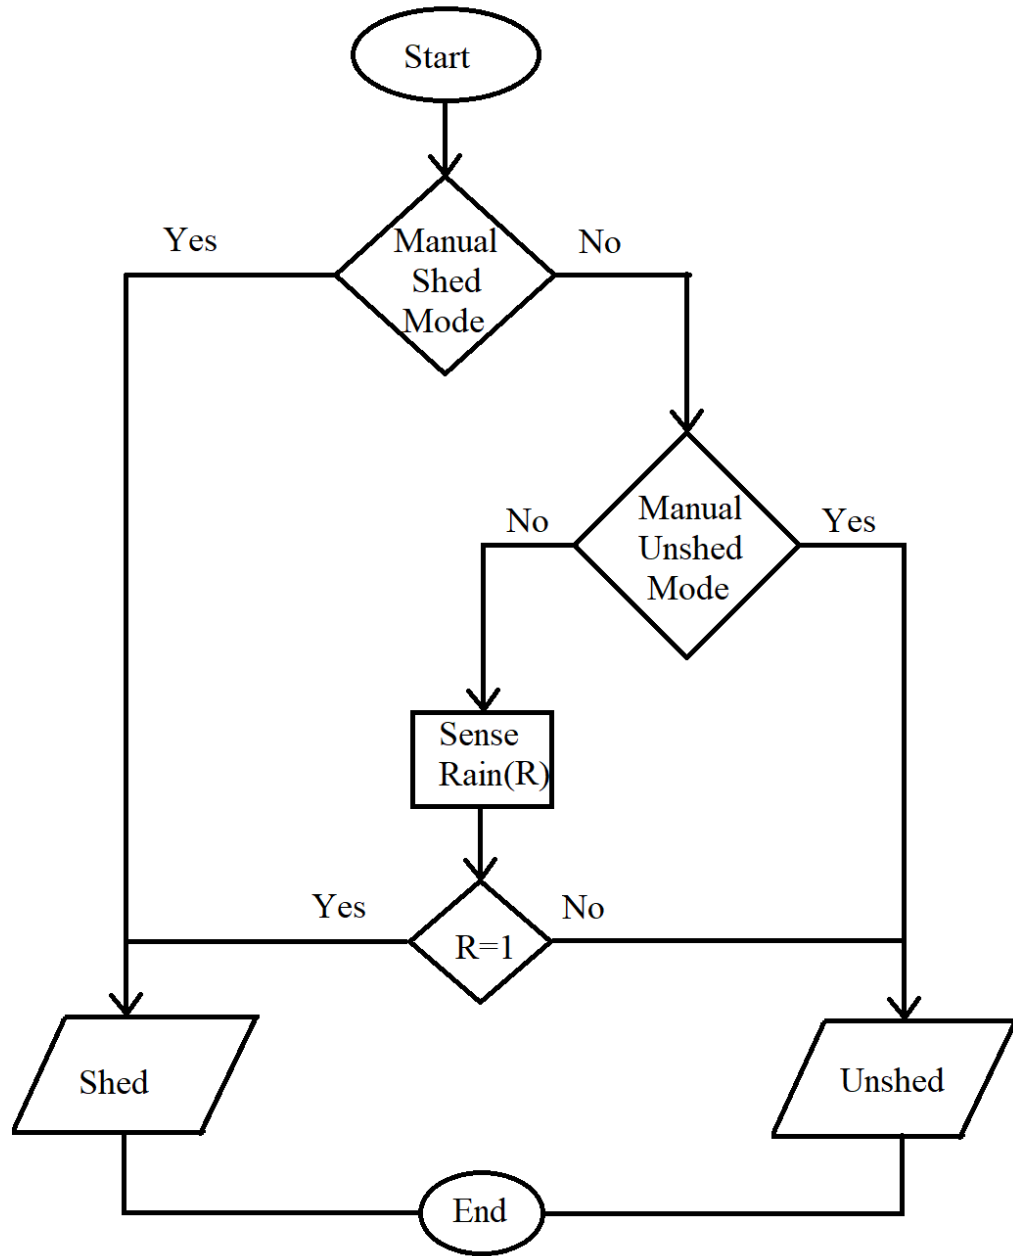 Start
Yes
Manual
Shed
Mode
No
No
Manual
Unshed
Mode
Yes
Sense
Rain(R)
Yes
R=1
No
Shed
Unshed
End